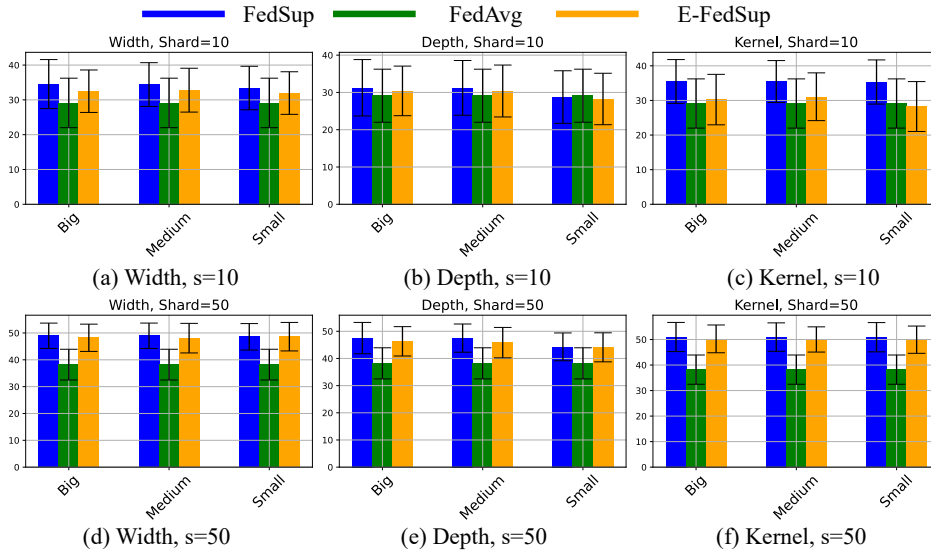 FedSup FedAvg E-FedSup
Width, Shard=10 Depth, Shard=10 Kernel, Shard=10
40 40 40
30 30 30
20 20 20
10 10 10
0 0 0
Big Medium Small Big Medium Small Big Medium Small
(a) Width, s=10 (b) Depth, s=10 (c) Kernel, s=10
Width, Shard=50 Depth, Shard=50 Kernel, Shard=50
50 50 50
40 40 40
30 30 30
20 20 20
10 10 10
0 0 0
Big Medium Small Big Medium Small Big Medium Small
(d) Width, s=50 (e) Depth, s=50 (f) Kernel, s=50